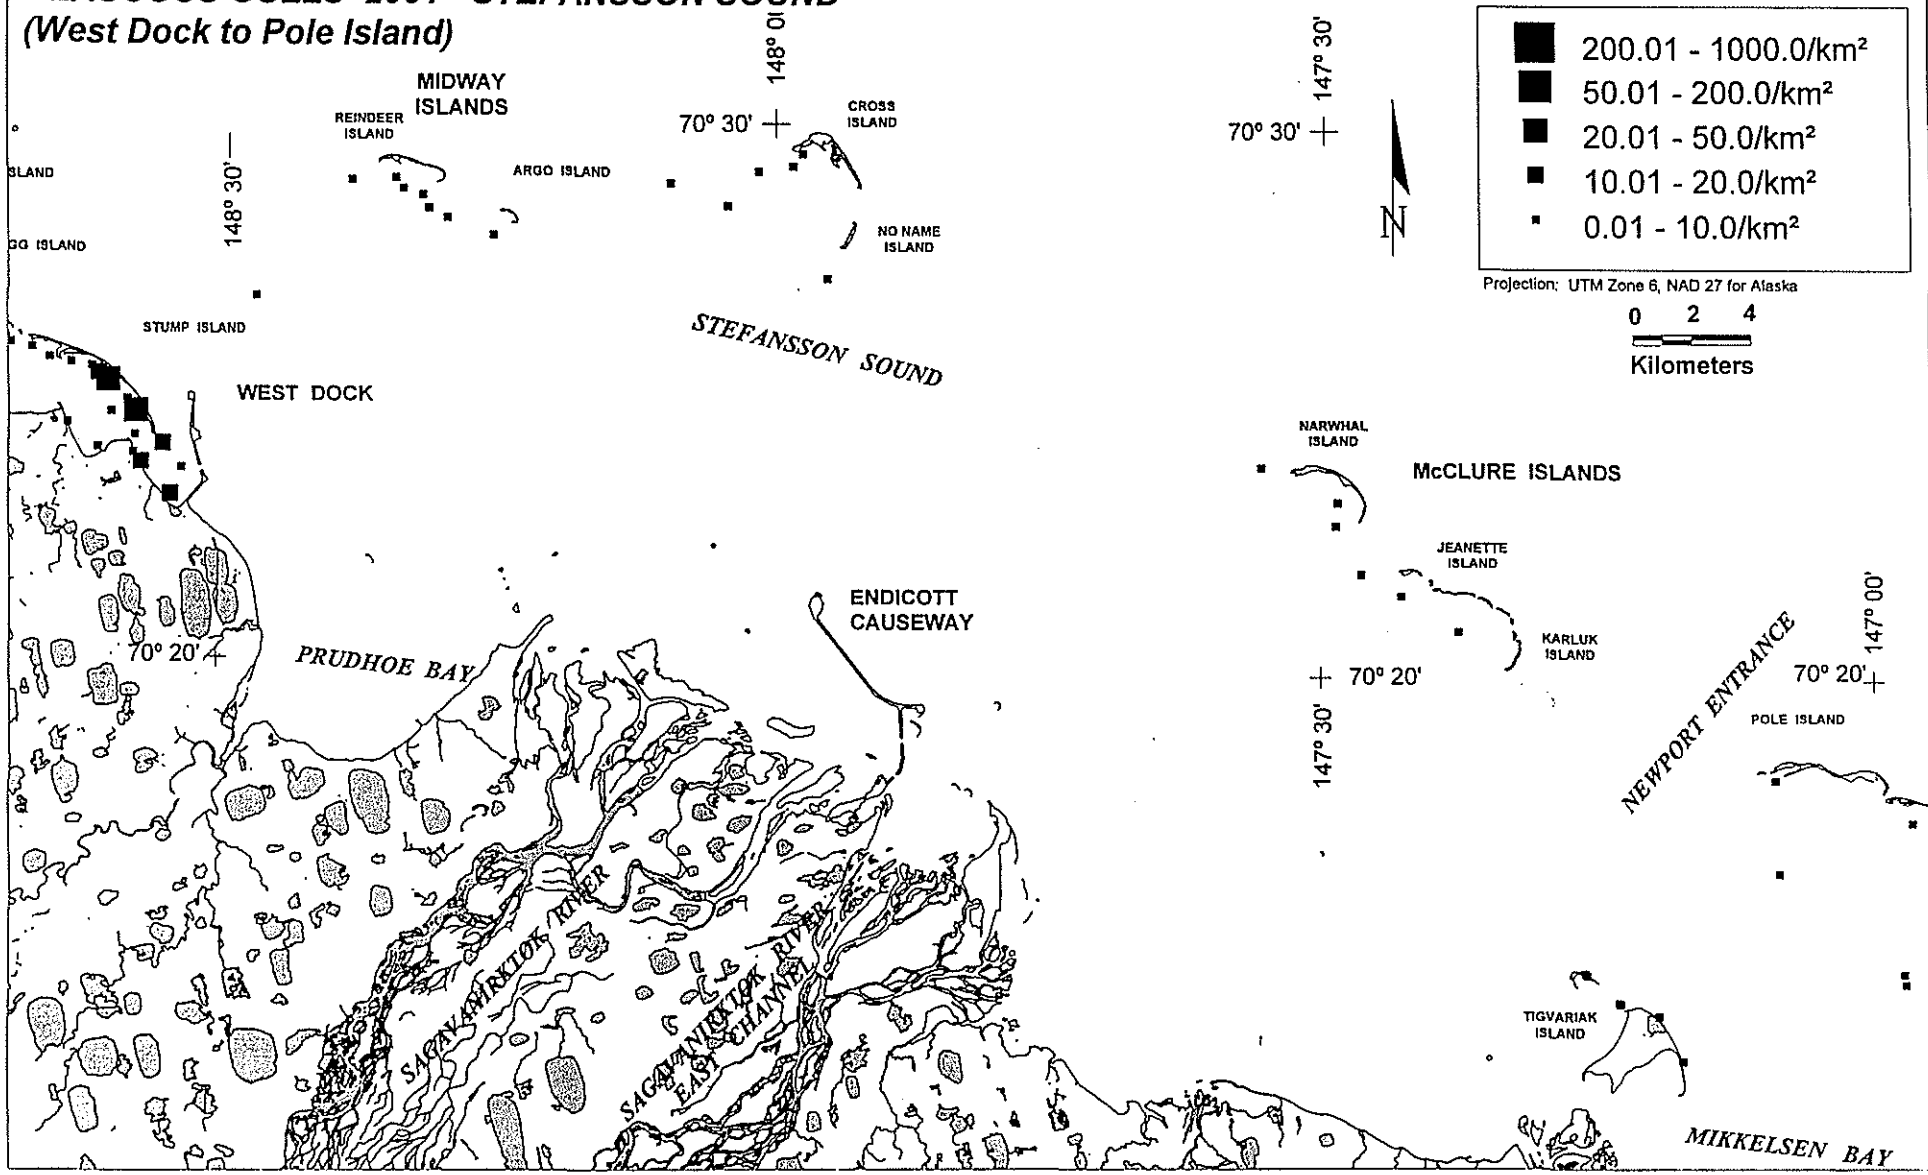 (West Dock to Pole Island)
200.01 - 1000.0/km²
50.01 - 200.0/km²
20.01 - 50.0/km²
10.01 - 20.0/km²
0.01 - 10.0/km²
Projection: UTM Zone 6, NAD 27 for Alaska
0 2 4
Kilometers
N
148° 30'
148° 0
147° 30'
70° 30'
70° 30'
MIDWAY
ISLANDS
REINDEER
ISLAND
ARGO ISLAND
CROSS
ISLAND
NO NAME
ISLAND
SLAND
GG ISLAND
STUMP ISLAND
WEST DOCK
STEFANSSON SOUND
NARWHAL
ISLAND
McCLURE ISLANDS
JEANETTE
ISLAND
KARLUK
ISLAND
ENDICOTT
CAUSEWAY
70° 20'
PRUDHOE BAY
70° 20'
147° 30'
NEWPORT ENTRANCE
70° 20'
147° 00'
POLE ISLAND
SAGAVANIRKTOK RIVER
SAGAVANIRKTOK RIVER
EAST CHANNEL
TIGVARIAK
ISLAND
MIKKELSEN BAY